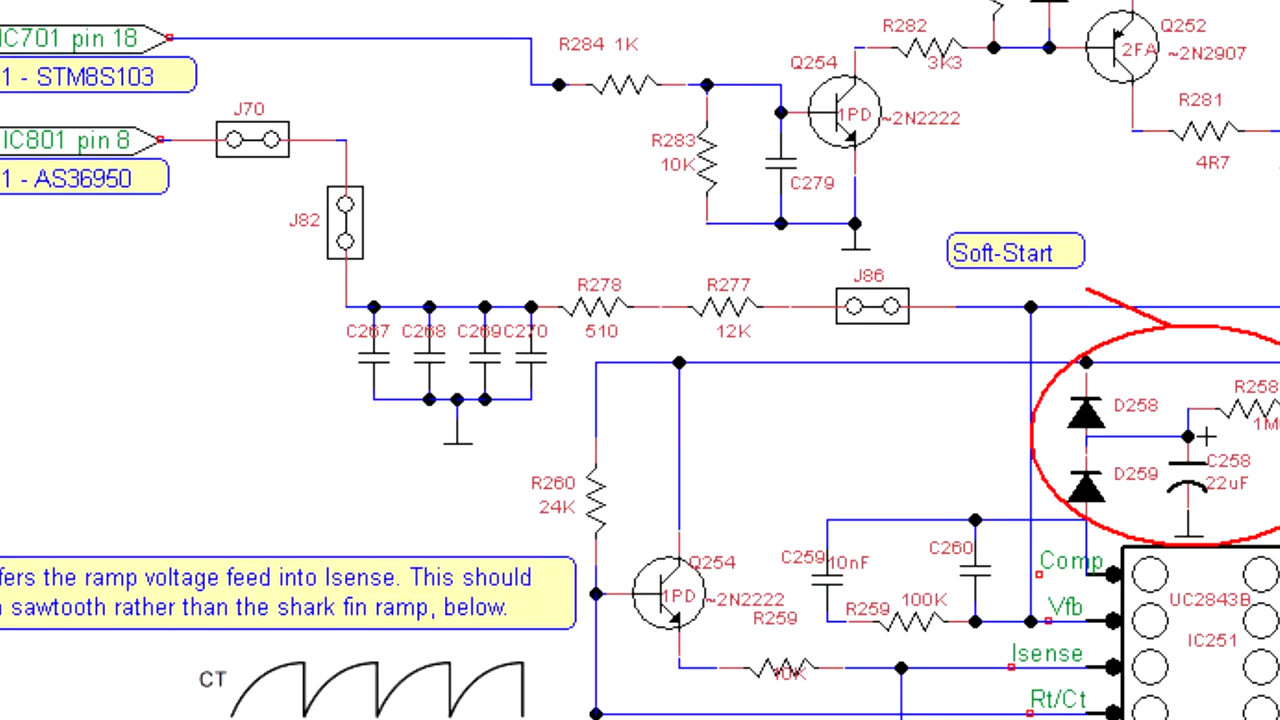 IC701 pin 18
1 - STM8S103
IC801 pin 8
1 - AS36950
J70
J82
R284 1K
R283
10K
C279
Q254
1PD
~2N2222
R282
3K3
Q252
2FA
~2N2907
R281
4R7
Soft-Start
J86
R278
510
R277
12K
C267 C268 C269 C270
R260
24K
D258
D259
R258
1M
+
C258
22uF
fers the ramp voltage feed into Isense. This should
sawtooth rather than the shark fin ramp, below.
Q254
1PD
~2N2222
R259
10K
C259 10nF
C260
R259
100K
Comp
Vfb
Isense
Rt/Ct
UC2843B
IC251
CT